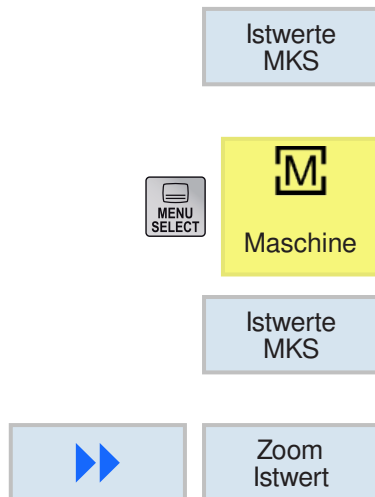 Istwerte
MKS
M
MENU
SELECT
Maschine
Istwerte
MKS
Zoom
Istwert